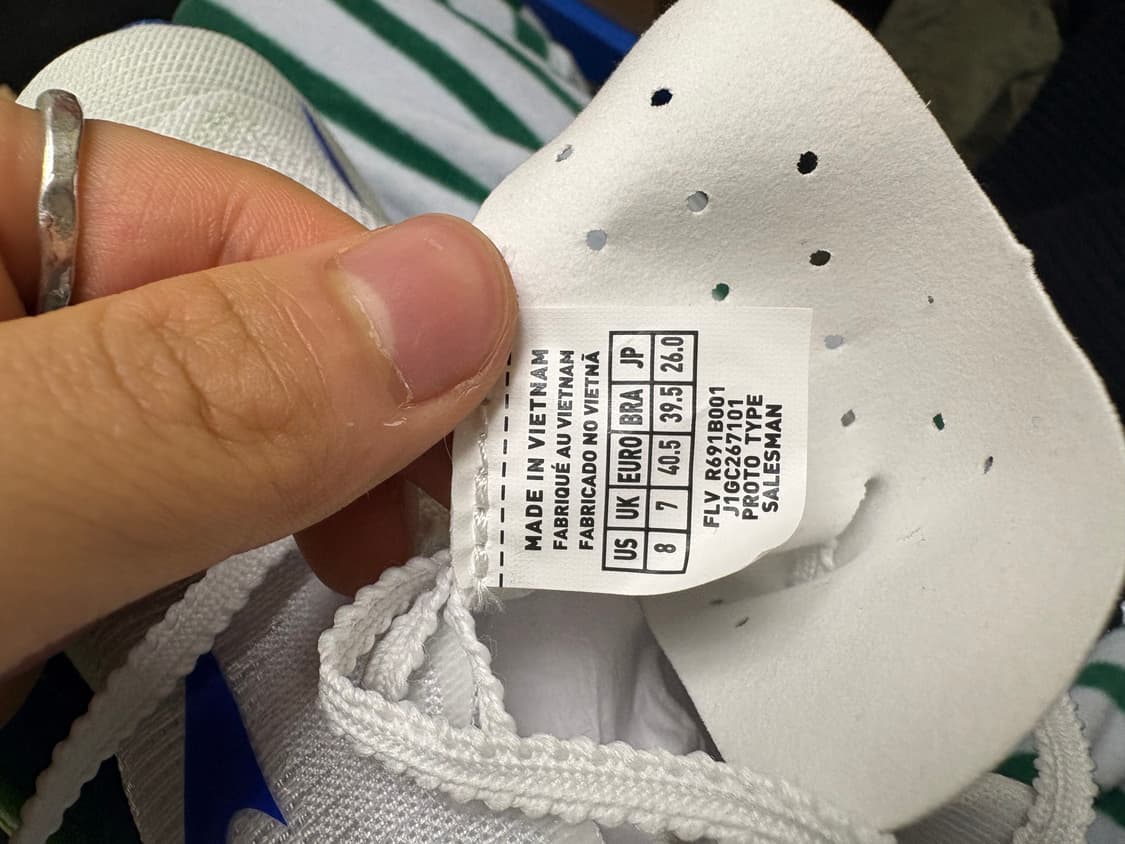 MADE IN VIETNAM
FABRIQUÉ AU VIETNAM
FABRICADO NO VIETNÃ
US UK EURO BRA JP
8 7 40.5 39.5 26.0
FLV R691B001
J1GC267101
PROTO TYPE
SALESMAN